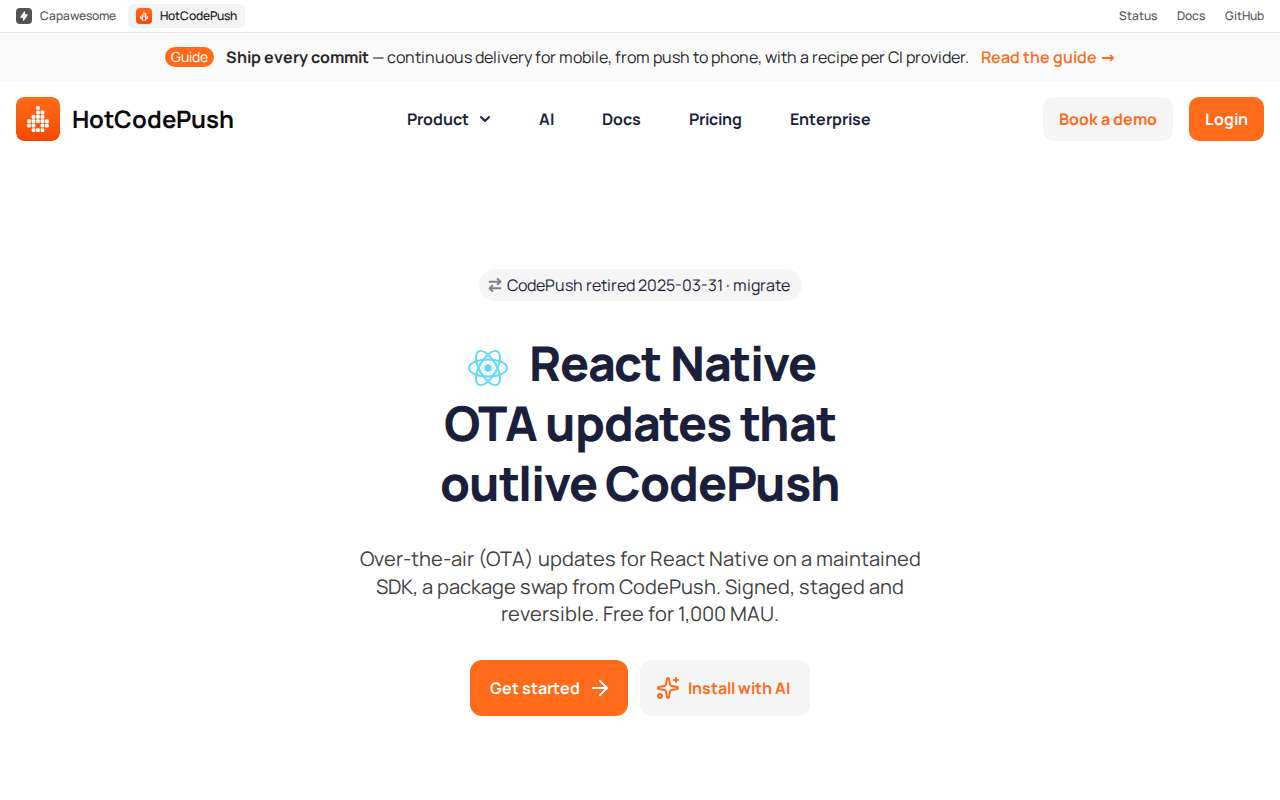 Capawesome HotCodePush Status Docs GitHub
Guide Ship every commit — continuous delivery for mobile, from push to phone, with a recipe per CI provider. Read the guide →
HotCodePush Product AI Docs Pricing Enterprise Book a demo Login
CodePush retired 2025-03-31 · migrate
React Native
OTA updates that
outlive CodePush
Over-the-air (OTA) updates for React Native on a maintained
SDK, a package swap from CodePush. Signed, staged and
reversible. Free for 1,000 MAU.
Get started → Install with AI